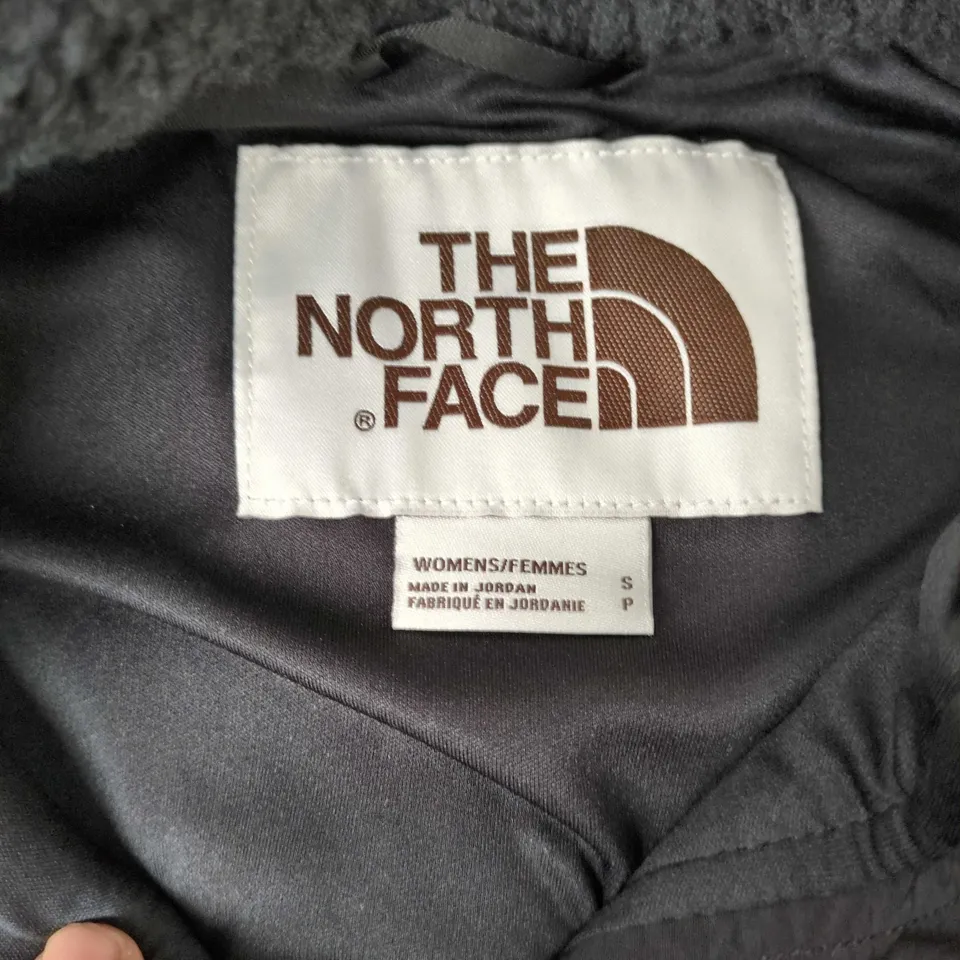 THE
NORTH
FACE
®
WOMENS/FEMMES
MADE IN JORDAN S
FABRIQUÉ EN JORDANIE P